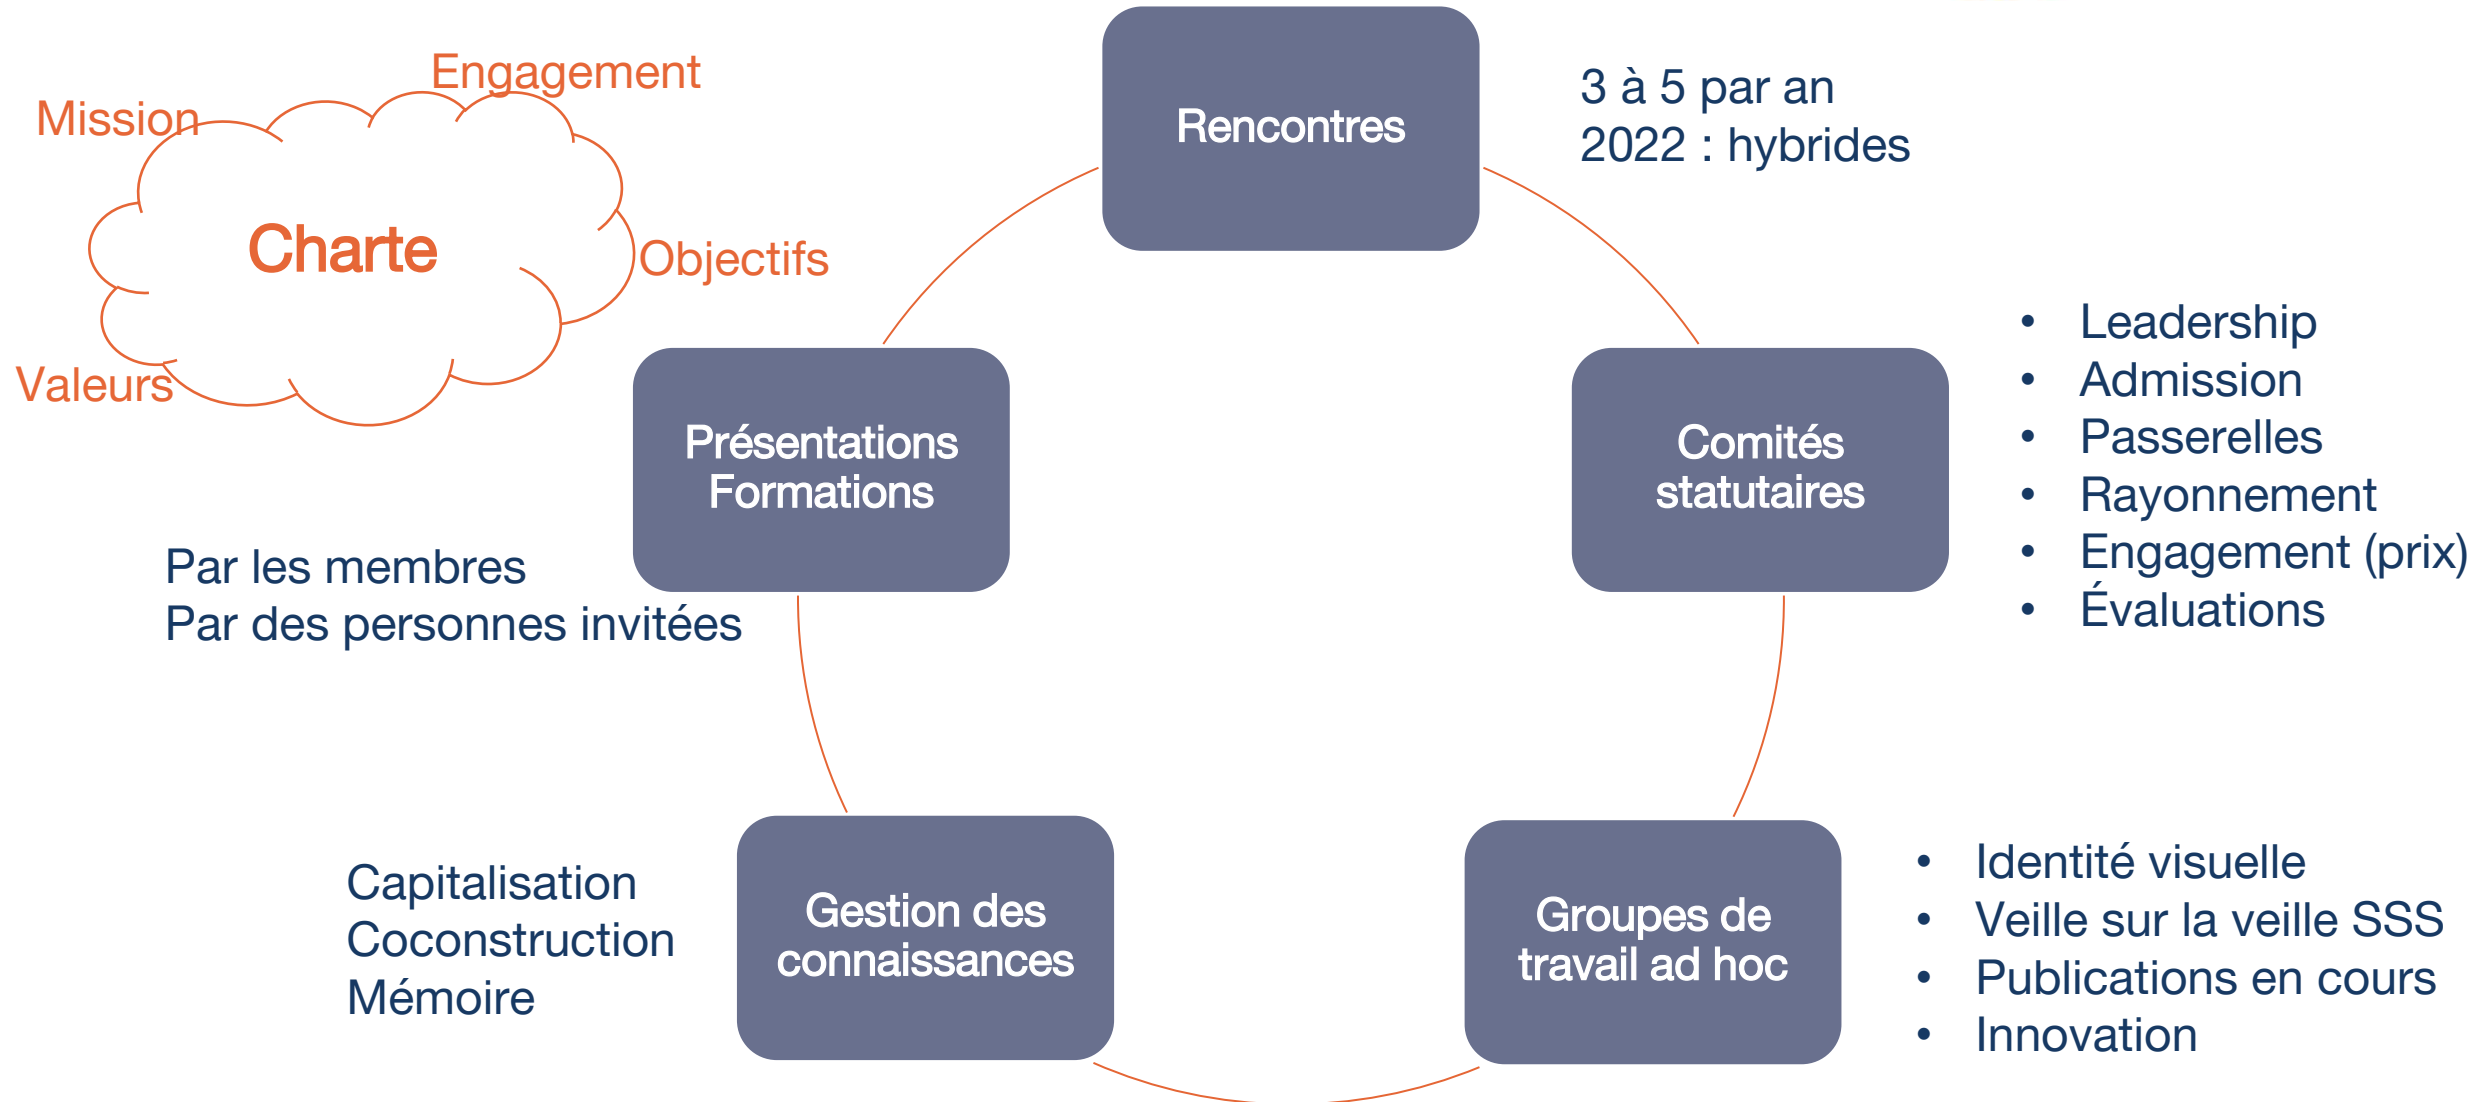 Engagement
Mission
Charte
Objectifs
Valeurs
Rencontres
3 à 5 par an
2022 : hybrides
Comités
statutaires
• Leadership
• Admission
• Passerelles
• Rayonnement
• Engagement (prix)
• Évaluations
Groupes de
travail ad hoc
• Identité visuelle
• Veille sur la veille SSS
• Publications en cours
• Innovation
Gestion des
connaissances
Capitalisation
Coconstruction
Mémoire
Présentations
Formations
Par les membres
Par des personnes invitées